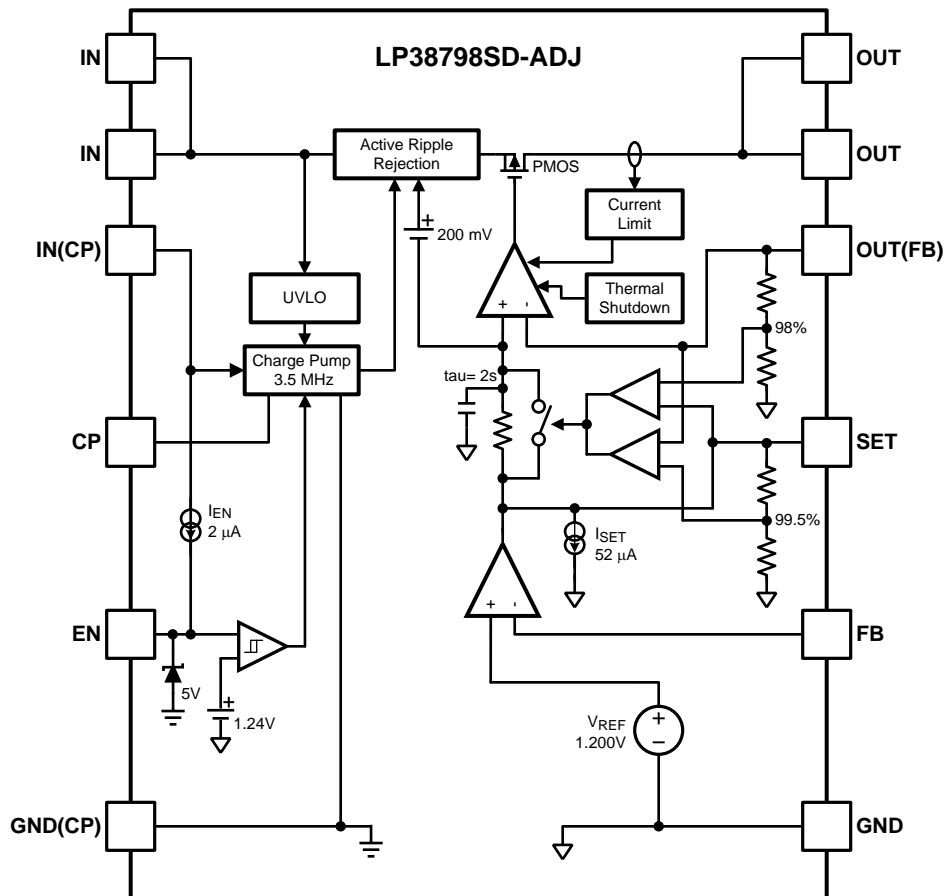 LP38798SD-ADJ
IN
OUT
IN
Active Ripple
Rejection
PMOS
OUT
Current
Limit
IN(CP)
+
200 mV
OUT(FB)
UVLO
Thermal
Shutdown
+ -
98%
Charge Pump
3.5 MHz
tau= 2s
CP
SET
IEN
2 µA
ISET
52 µA
99.5%
+ -
EN
FB
5V
+
1.24V
VREF
1.200V
+
−
GND(CP)
GND